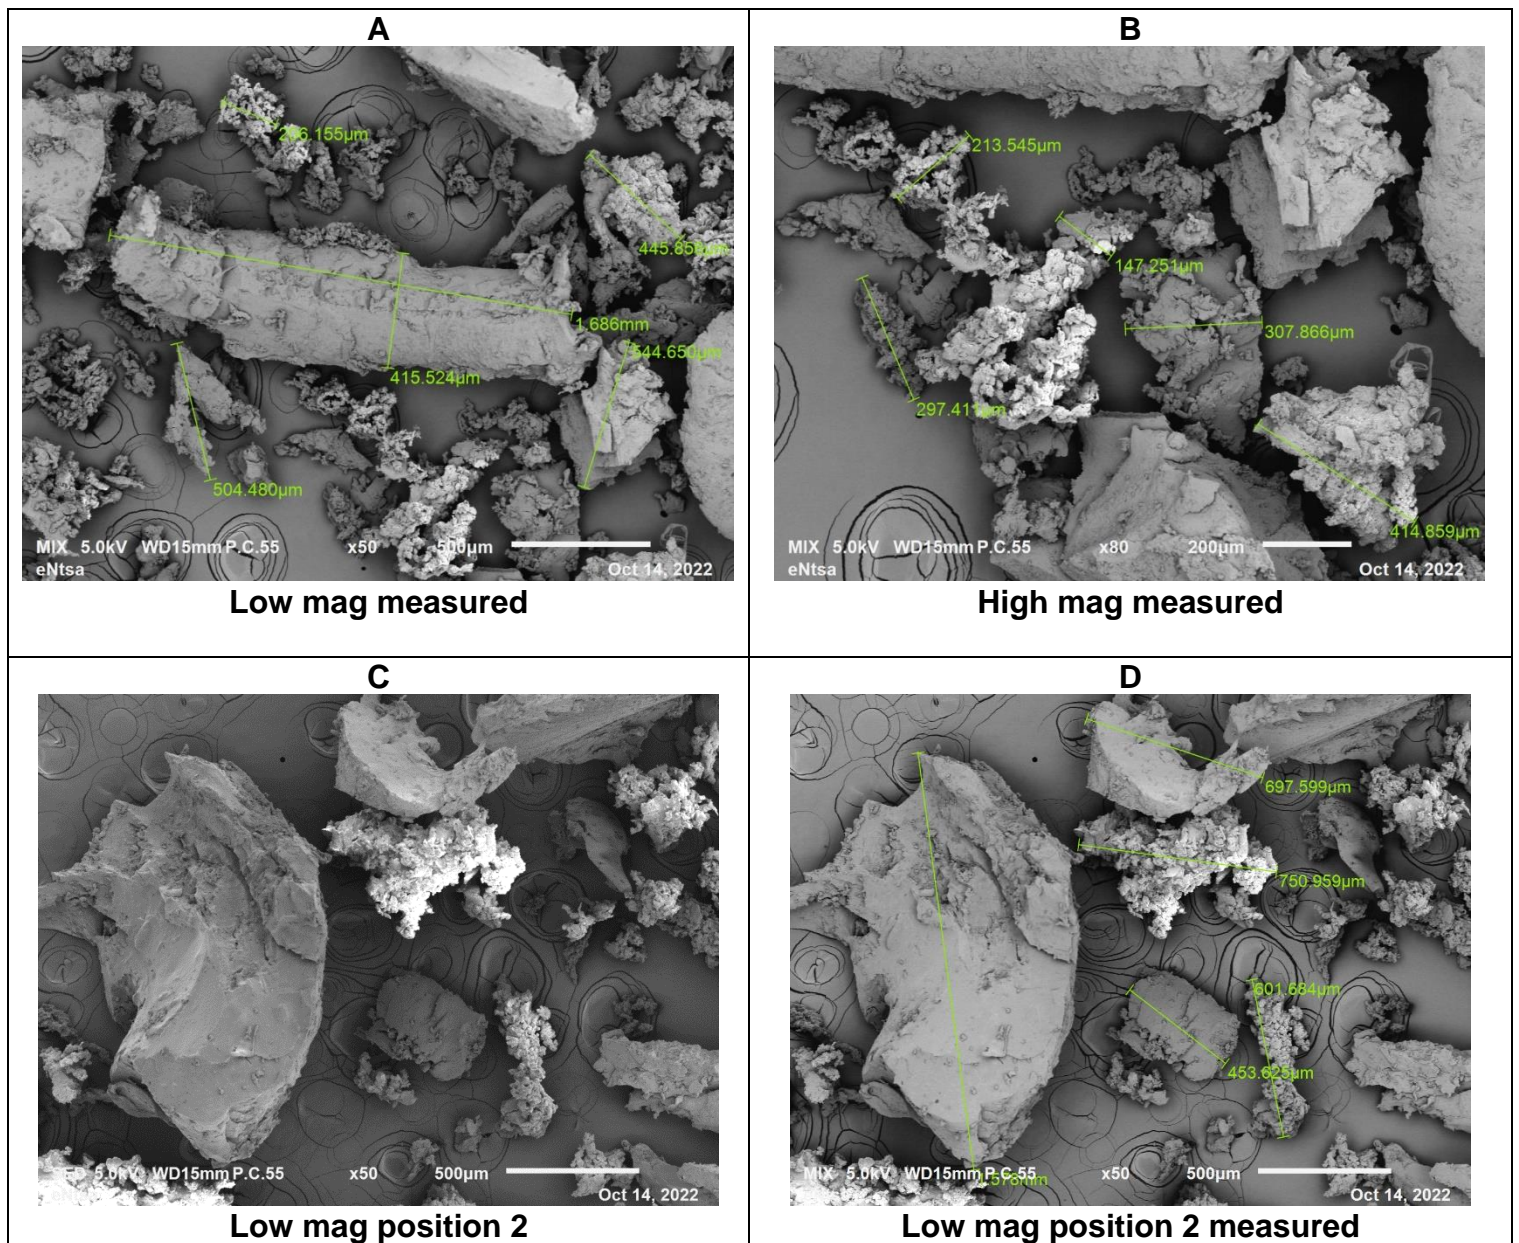 A
206.155µm
445.858µm
1.686mm
544.650µm
415.524µm
504.480µm
MIX 5.0kV WD15mm P.C.55 x50 500µm
eNtsa Oct 14, 2022
Low mag measured
B
213.545µm
147.251µm
307.866µm
297.411µm
414.859µm
MIX 5.0kV WD15mm P.C.55 x80 200µm
eNtsa Oct 14, 2022
High mag measured
C
SED 5.0kV WD15mm P.C.55 x50 500µm
Oct 14, 2022
Low mag position 2
D
697.599µm
750.959µm
601.684µm
453.625µm
MIX 5.0kV WD15mm P.C.55 x50 500µm
1.578mm
Oct 14, 2022
Low mag position 2 measured